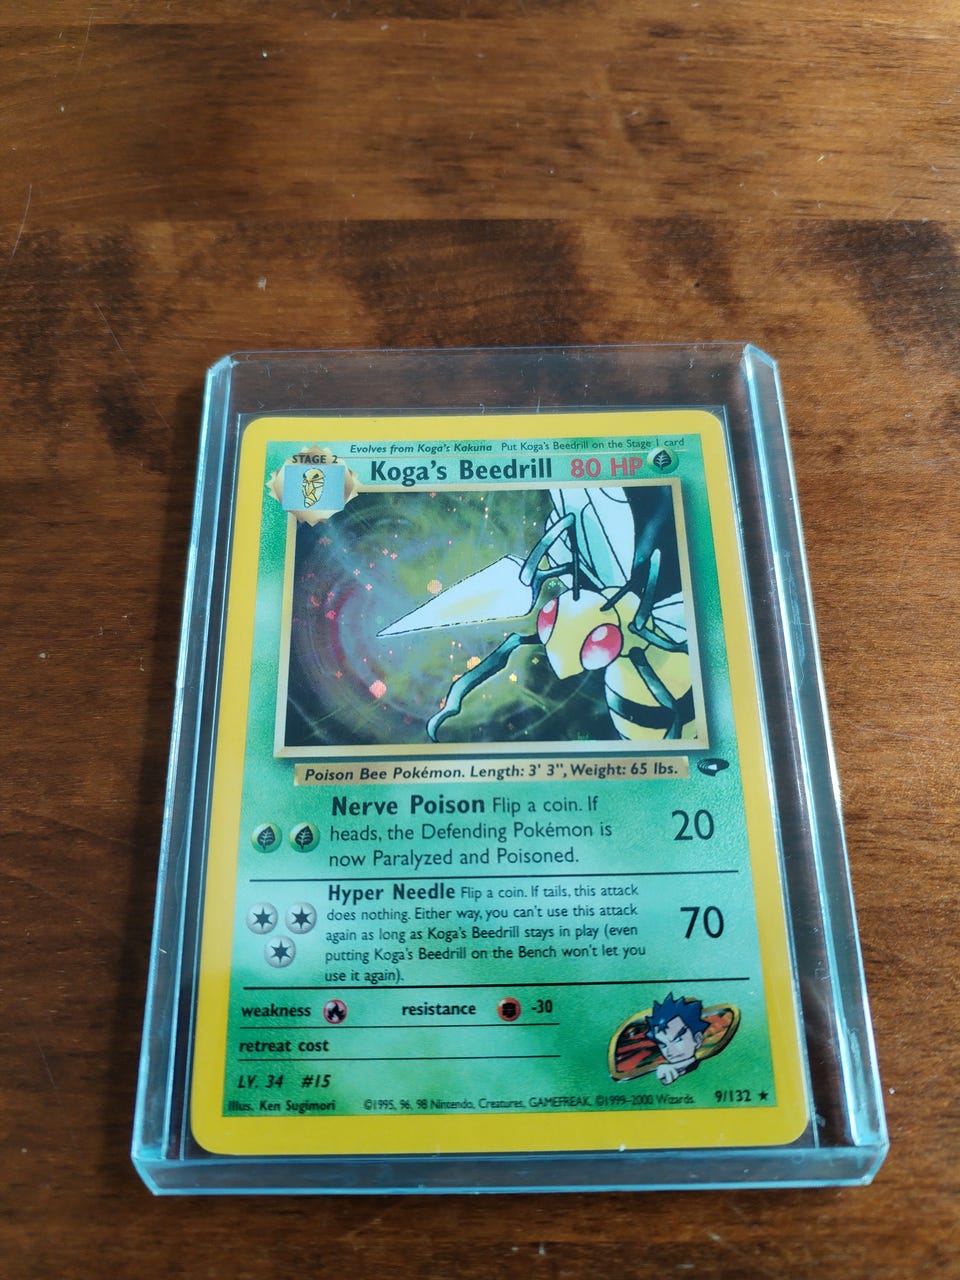 Evolves from Koga's Kakuna Put Koga's Beedrill on the Stage 1 card
STAGE 2
Koga's Beedrill 80 HP
Poison Bee Pokémon. Length: 3' 3", Weight: 65 lbs.
Nerve Poison Flip a coin. If
heads, the Defending Pokémon is
now Paralyzed and Poisoned.
20
Hyper Needle Flip a coin. If tails, this attack
does nothing. Either way, you can't use this attack
again as long as Koga's Beedrill stays in play (even
putting Koga's Beedrill on the Bench won't let you
use it again).
70
weakness resistance -30
retreat cost
LV. 34 #15
Illus. Ken Sugimori ©1995, 96, 98 Nintendo, Creatures, GAMEFREAK. ©1999-2000 Wizards. 9/132 ★